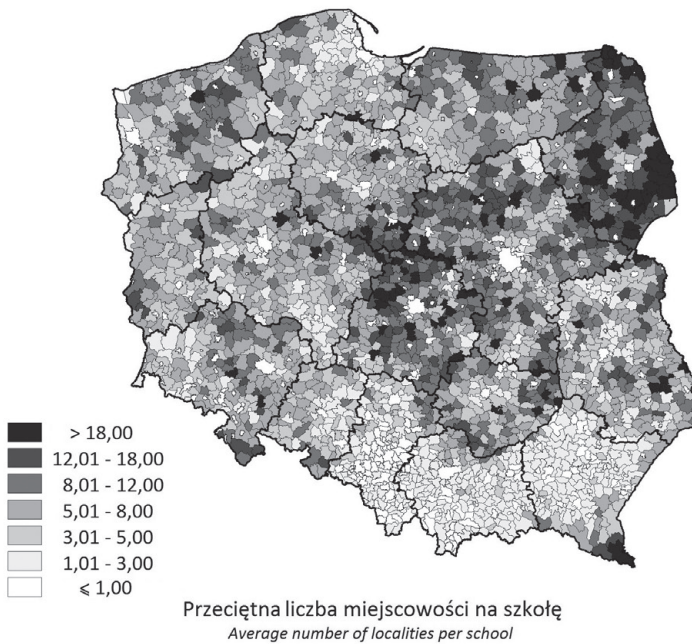 > 18,00
12,01 - 18,00
8,01 - 12,00
5,01 - 8,00
3,01 - 5,00
1,01 - 3,00
⩽ 1,00
Przeciętna liczba miejscowości na szkołę
Average number of localities per school